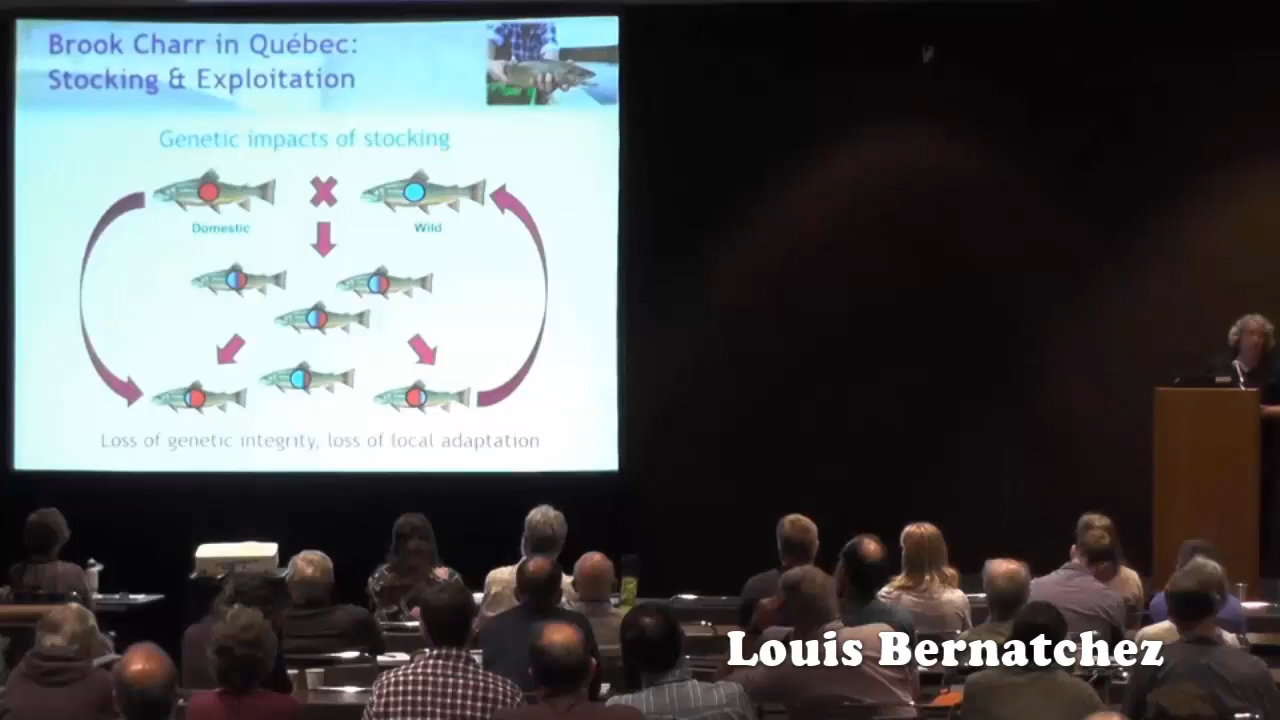 Brook Charr in Québec:
Stocking & Exploitation
Genetic impacts of stocking
Domestic
Wild
Loss of genetic integrity, loss of local adaptation
Louis Bernatchez